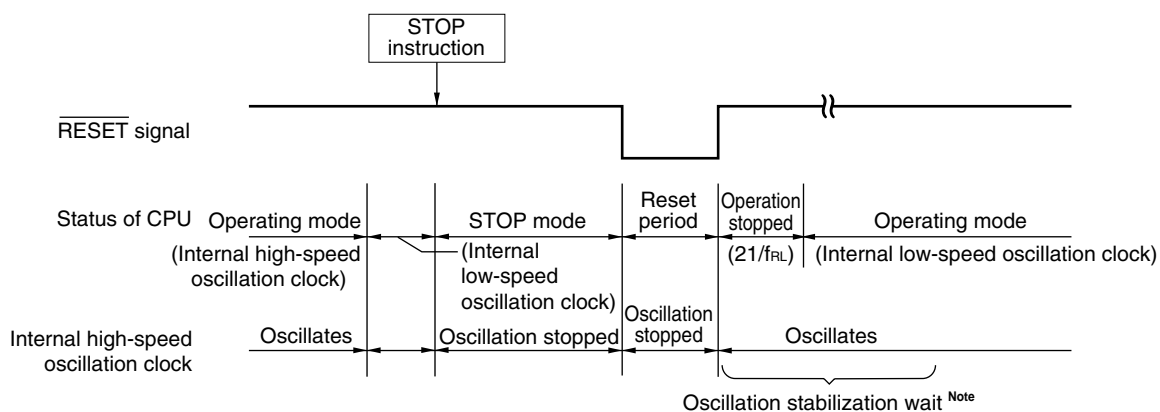 STOP
instruction
RESET signal
Status of CPU
Operating mode
(Internal high-speed
oscillation clock)
STOP mode
(Internal
low-speed
oscillation clock)
Reset
period
Operation
stopped
(21/fRL)
Operating mode
(Internal low-speed oscillation clock)
Internal high-speed
oscillation clock
Oscillates
Oscillation stopped
Oscillation
stopped
Oscillates
Oscillation stabilization wait Note